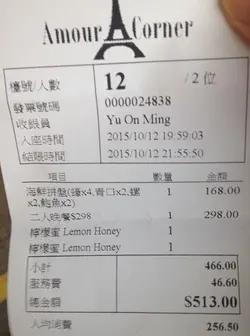 Amour Corner
檯號/人數 12 /2 位
發票號碼 0000024838
收銀員 Yu On Ming
入座時間 2015/10/12 19:59:03
結賬時間 2015/10/12 21:55:50
項目 數量 金額
海鮮拼盤(蠔x4,青口x2,螺 1 168.00
x2,鮑魚x2)
二人晚餐$298 1 298.00
檸檬蜜 Lemon Honey 1
檸檬蜜 Lemon Honey 1
小計 466.00
服務費 46.60
總金額 $513.00
人均消費 256.50